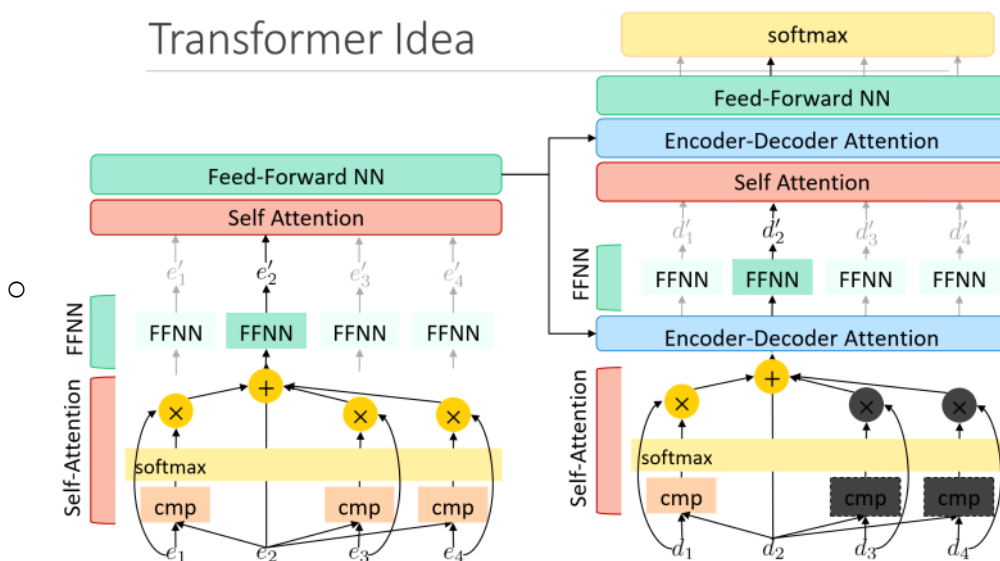 Transformer Idea
softmax
Feed-Forward NN
Encoder-Decoder Attention
Self Attention
d′₁ d′₂ d′₃ d′₄
FFNN
FFNN FFNN FFNN FFNN
Encoder-Decoder Attention
Self-Attention
+
× × ×
softmax
cmp cmp cmp
d₁ d₂ d₃ d₄
Feed-Forward NN
Self Attention
e′₁ e′₂ e′₃ e′₄
FFNN
FFNN FFNN FFNN FFNN
Self-Attention
+
× × ×
softmax
cmp cmp cmp
e₁ e₂ e₃ e₄